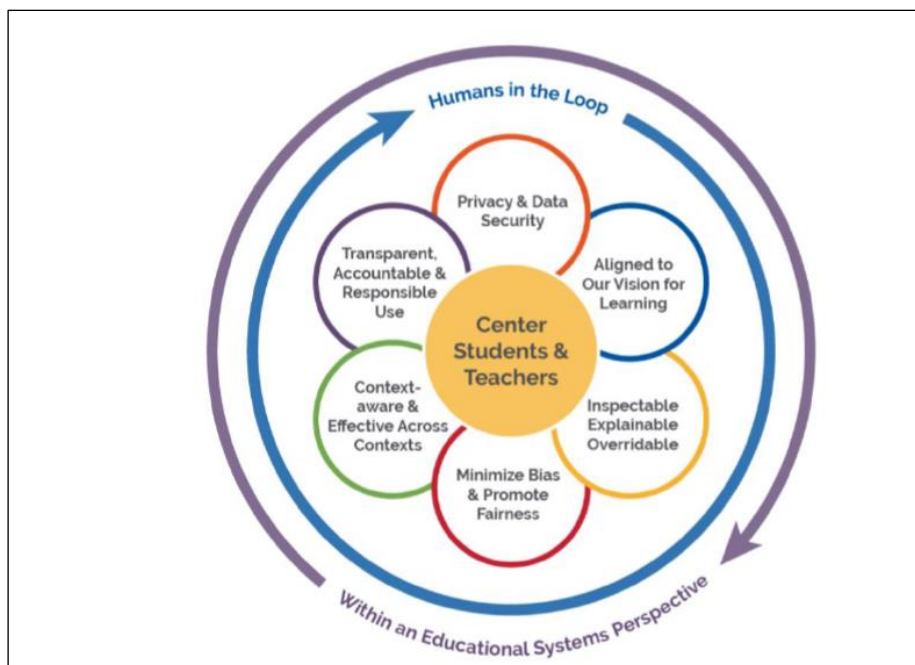 Humans in the Loop
Privacy & Data
Security
Aligned to
Our Vision for
Learning
Inspectable
Explainable
Overridable
Minimize Bias
& Promote
Fairness
Context-
aware &
Effective Across
Contexts
Transparent,
Accountable &
Responsible
Use
Center
Students &
Teachers
Within an Educational Systems Perspective